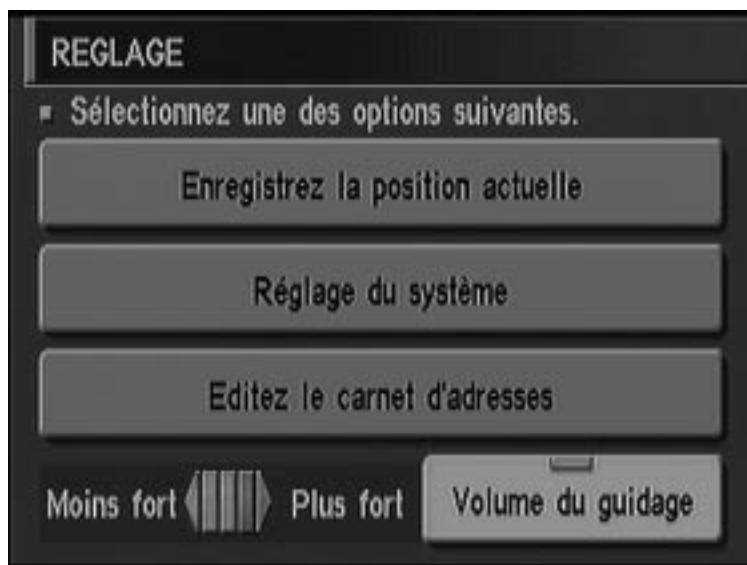 REGLAGE
Sélectionnez une des options suivantes.
Enregistrez la position actuelle
Réglage du système
Editez le carnet d'adresses
Moins fort Plus fort Volume du guidage